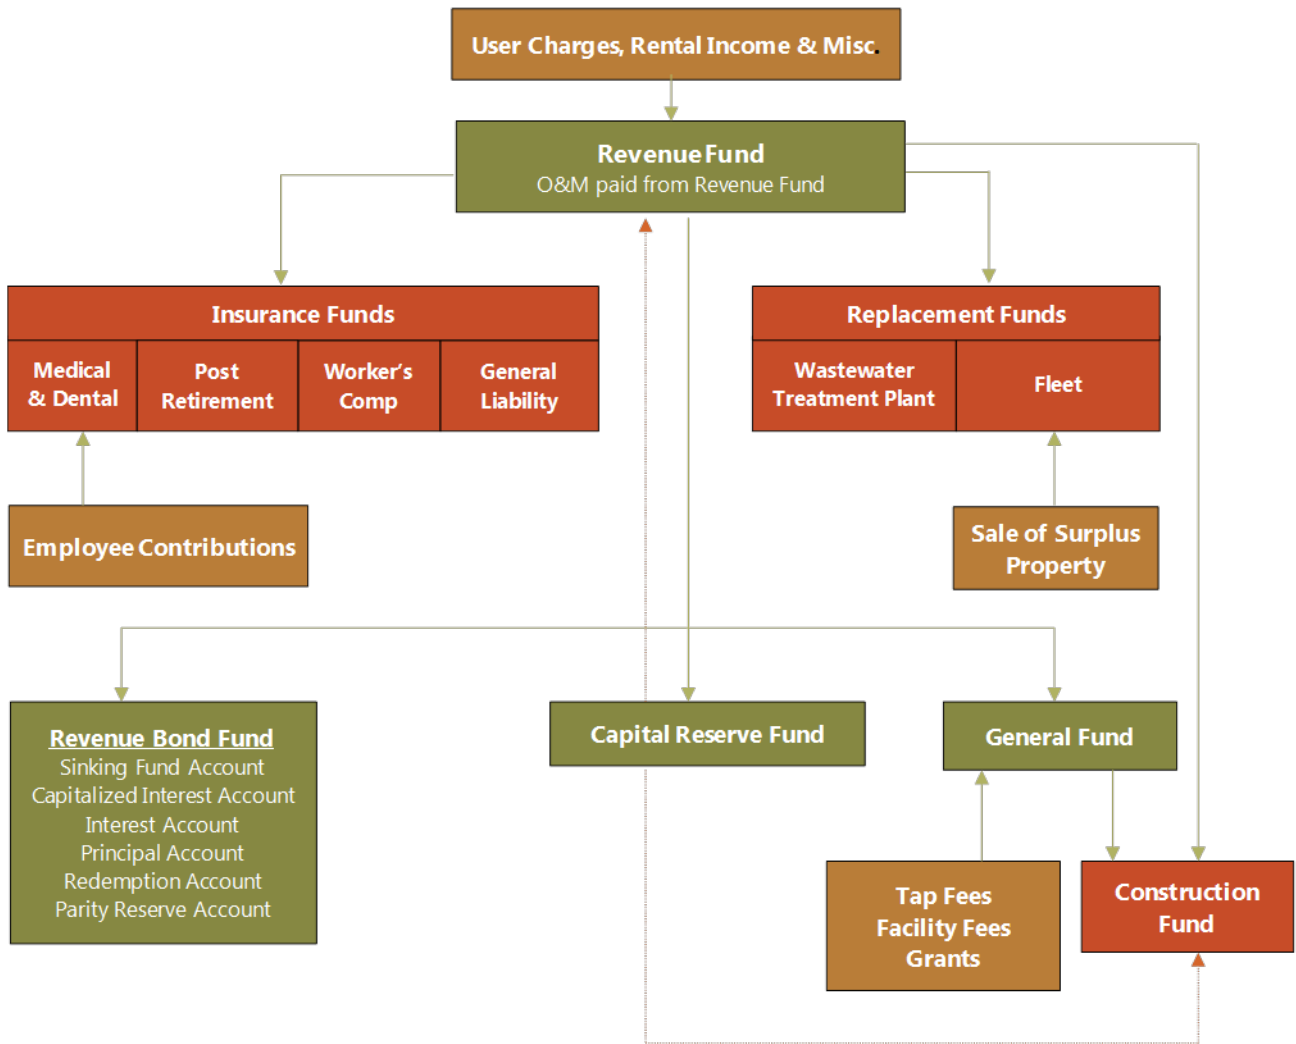 User Charges, Rental Income & Misc.
Revenue Fund
O&M paid from Revenue Fund
Insurance Funds
Medical
& Dental
Post
Retirement
Worker's
Comp
General
Liability
Replacement Funds
Wastewater
Treatment Plant
Fleet
Employee Contributions
Sale of Surplus
Property
Revenue Bond Fund
Sinking Fund Account
Capitalized Interest Account
Interest Account
Principal Account
Redemption Account
Parity Reserve Account
Capital Reserve Fund
General Fund
Tap Fees
Facility Fees
Grants
Construction
Fund